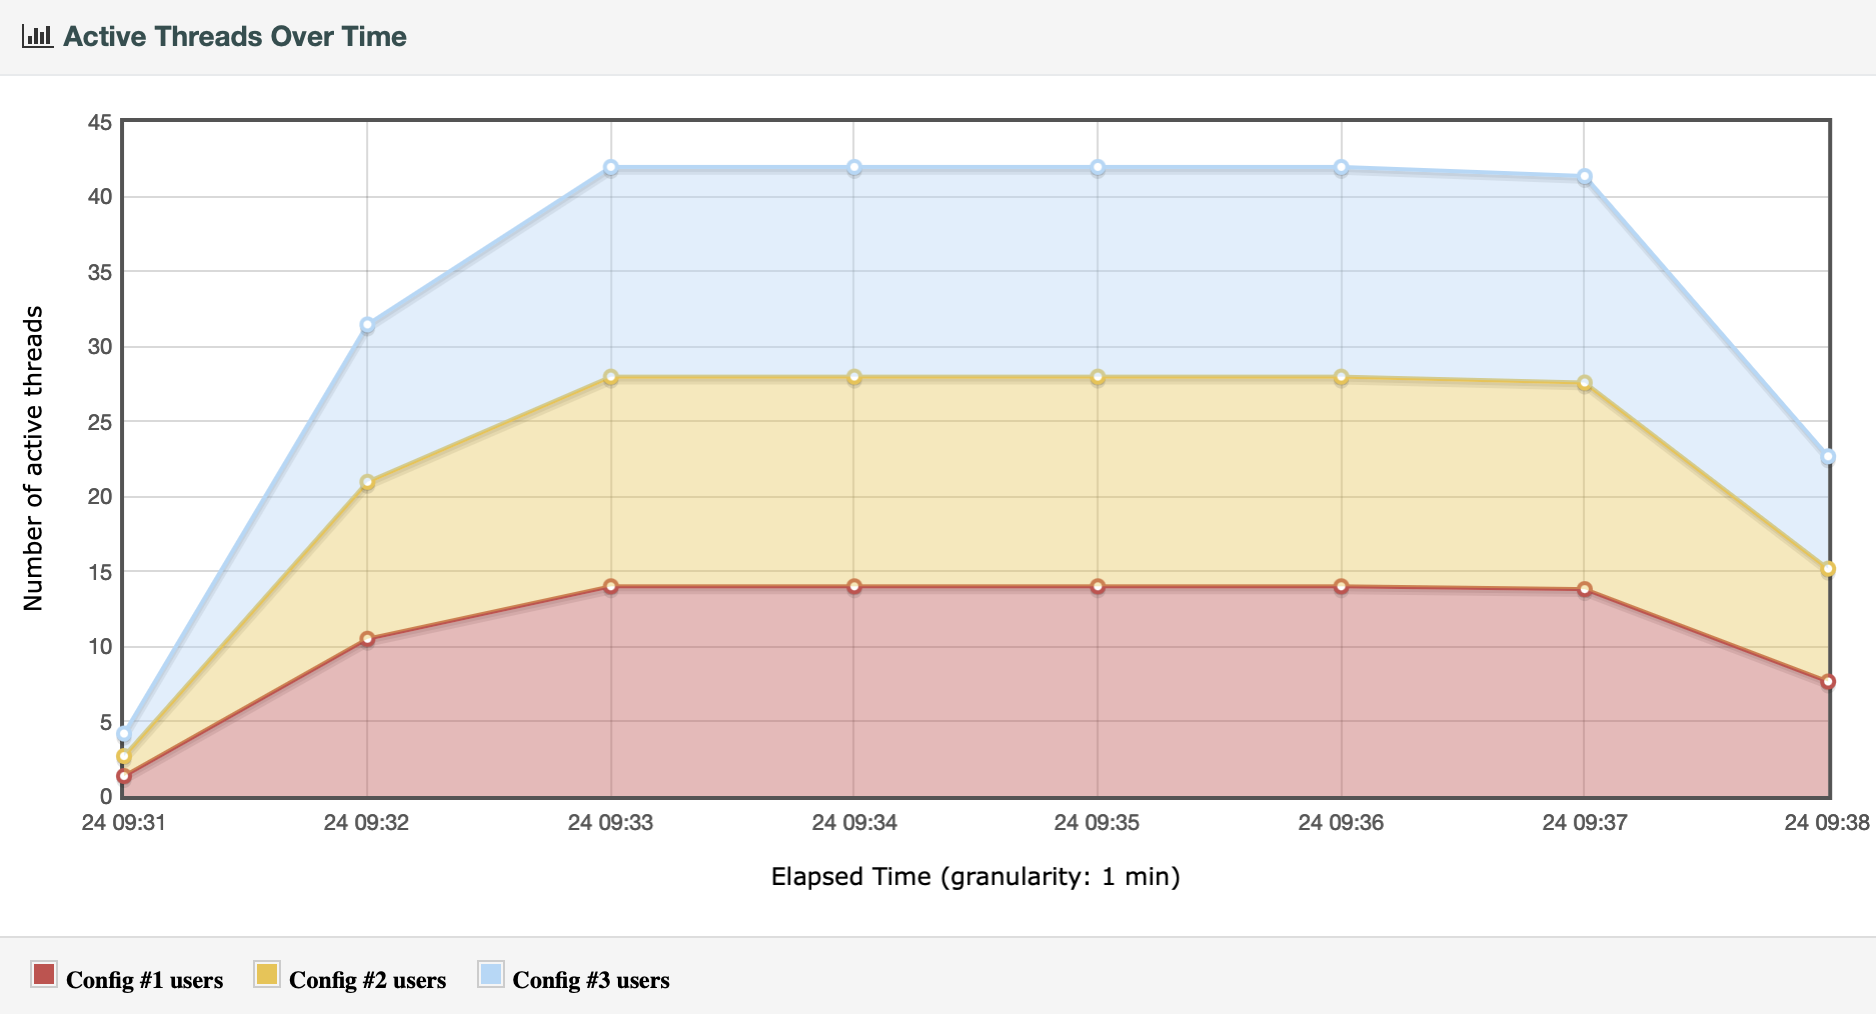 Active Threads Over Time
45
40
35
30
25
20
15
10
5
0
Number of active threads
24 09:31 24 09:32 24 09:33 24 09:34 24 09:35 24 09:36 24 09:37 24 09:38
Elapsed Time (granularity: 1 min)
Config #1 users Config #2 users Config #3 users